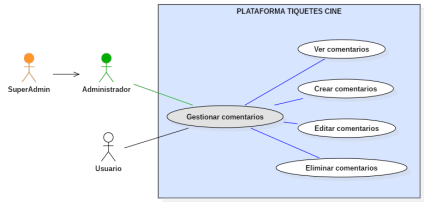 PLATAFORMA TIQUETES CINE
Ver comentarios
SuperAdmin
Administrador
Crear comentarios
Gestionar comentarios
Editar comentarios
Usuario
Eliminar comentarios